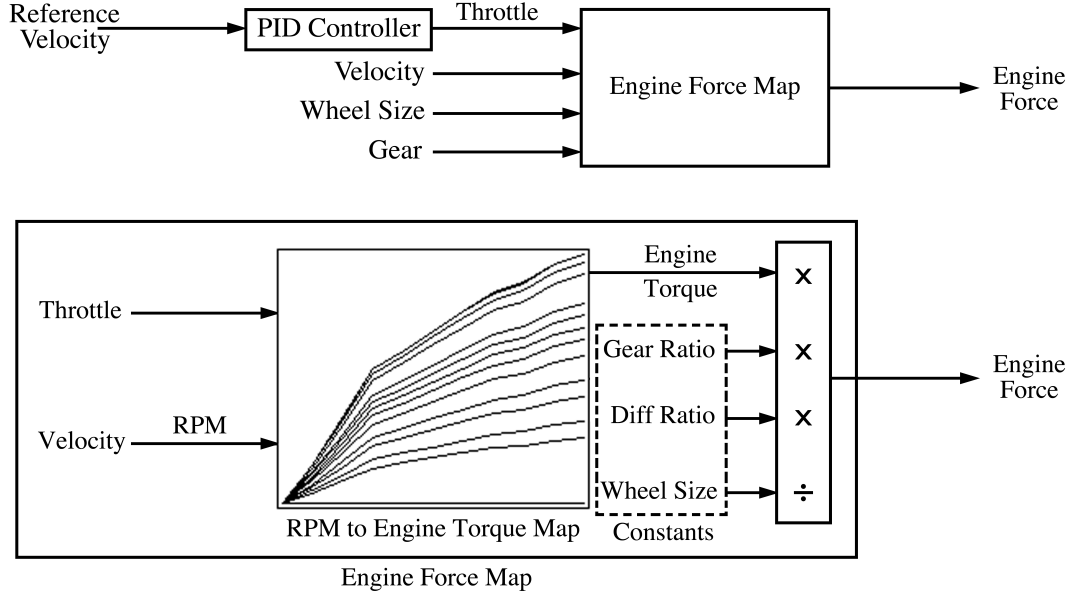 Reference
Velocity
PID Controller
Throttle
Velocity
Wheel Size
Gear
Engine Force Map
Engine
Force
Throttle
Velocity
RPM
RPM to Engine Torque Map
Engine
Torque
Gear Ratio
Diff Ratio
Wheel Size
Constants
x
x
x
÷
Engine
Force
Engine Force Map